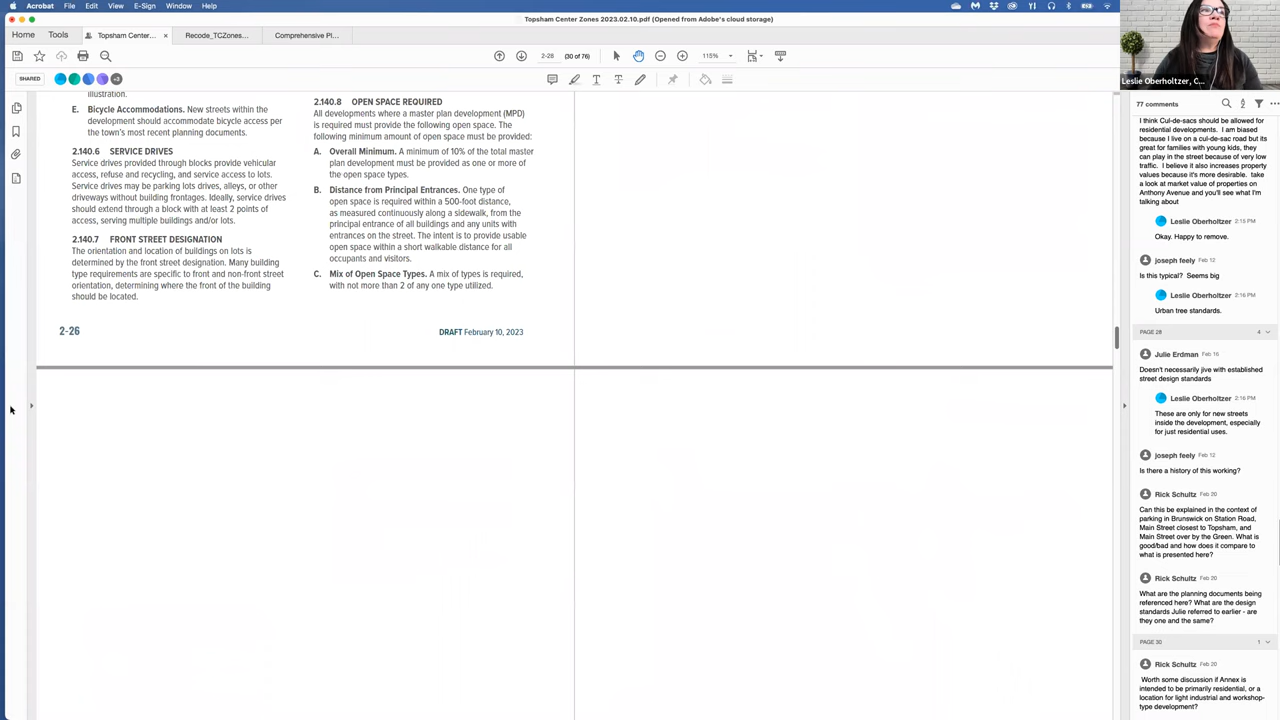 Acrobat File Edit View E-Sign Window Help
Topsham Center Zones 2023.02.10.pdf (Opened from Adobe's cloud storage)
Home Tools Topsham Center... × Recode_TCZones... Comprehensive Pl...
2-26 (30 of 76) 115%
SHARED
illustration.
E. Bicycle Accommodations. New streets within the
development should accommodate bicycle access per
the town's most recent planning documents.
2.140.6 SERVICE DRIVES
Service drives provided through blocks provide vehicular
access, refuse and recycling, and service access to lots.
Service drives may be parking lots drives, alleys, or other
driveways without building frontages. Ideally, service drives
should extend through a block with at least 2 points of
access, serving multiple buildings and/or lots.
2.140.7 FRONT STREET DESIGNATION
The orientation and location of buildings on lots is
determined by the front street designation. Many building
type requirements are specific to front and non-front street
orientation, determining where the front of the building
should be located.
2.140.8 OPEN SPACE REQUIRED
All developments where a master plan development (MPD)
is required must provide the following open space. The
following minimum amount of open space must be provided:
A. Overall Minimum. A minimum of 10% of the total master
plan development must be provided as one or more of
the open space types.
B. Distance from Principal Entrances. One type of
open space is required within a 500-foot distance,
as measured continuously along a sidewalk, from the
principal entrance of all buildings and any units with
entrances on the street. The intent is to provide usable
open space within a short walkable distance for all
occupants and visitors.
C. Mix of Open Space Types. A mix of types is required,
with not more than 2 of any one type utilized.
2-26
DRAFT February 10, 2023
Leslie Oberholtzer, C...
77 comments
I think Cul-de-sacs should be allowed for
residential developments. I am biased
because I live on a cul-de-sac road but its
great for families with young kids, they
can play in the street because of very low
traffic. I believe it also increases
property values because it's more desirable. take
a look at market value of properties on
Anthony Avenue and you'll see what I'm
talking about
Leslie Oberholtzer 2:15 PM
Okay. Happy to remove.
joseph feely Feb 12
Is this typical? Seems big
Leslie Oberholtzer 2:16 PM
Urban tree standards.
PAGE 28 4
Julie Erdman Feb 16
Doesn't necessarily jive with established
street design standards
Leslie Oberholtzer 2:16 PM
These are only for new streets
inside the development, especially
for just residential uses.
joseph feely Feb 12
Is there a history of this working?
Rick Schultz Feb 20
Can this be explained in the context of
parking in Brunswick on Station Road,
Main Street closest to Topsham, and
Main Street over by the Green. What is
good/bad and how does it compare to
what is presented here?
Rick Schultz Feb 20
What are the planning documents being
referenced here? What are the design
standards Julie referred to earlier - are
they one and the same?
PAGE 30 1
Rick Schultz Feb 20
Worth some discussion if Annex is
intended to be primarily residential, or a
location for light industrial and workshop-
type development?